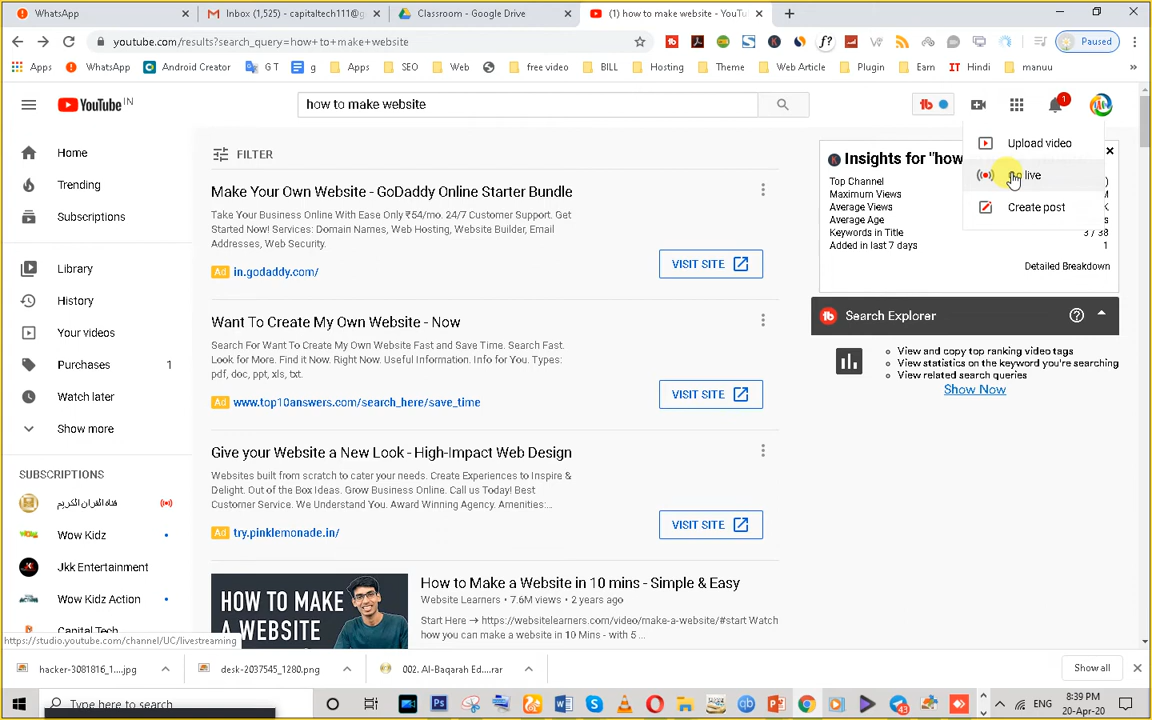 WhatsApp
Inbox (1,525) - capitaltech111@g
Classroom - Google Drive
(1) how to make website - YouTu
youtube.com/results?search_query=how+to+make+website
Paused
Apps
WhatsApp
Android Creator
G T
g
Apps
SEO
Web
free video
BILL
Hosting
Theme
Web Article
Plugin
Earn
IT Hindi
manuu
YouTube IN
how to make website
1
Home
Trending
Subscriptions
Library
History
Your videos
Purchases 1
Watch later
Show more
SUBSCRIPTIONS
قناة القرآن الكريم
Wow Kidz
Jkk Entertainment
Wow Kidz Action
Capital Tech
FILTER
Make Your Own Website - GoDaddy Online Starter Bundle
Take Your Business Online With Ease Only ₹54/mo. 24/7 Customer Support. Get
Started Now! Services: Domain Names, Web Hosting, Website Builder, Email
Addresses, Web Security.
Ad in.godaddy.com/
VISIT SITE
Want To Create My Own Website - Now
Search For Want To Create My Own Website Fast and Save Time. Search Fast.
Look for More. Find it Now. Right Now. Useful Information. Info for You. Types:
pdf, doc, ppt, xls, txt.
Ad www.top10answers.com/search_here/save_time
VISIT SITE
Give your Website a New Look - High-Impact Web Design
Websites built from scratch to cater your needs. Create Experiences to Inspire &
Delight. Out of the Box Ideas. Grow Business Online. Call us Today! Best
Customer Service. We Understand You. Award Winning Agency. Amenities:...
Ad try.pinklemonade.in/
VISIT SITE
HOW TO MAKE
A WEBSITE
How to Make a Website in 10 mins - Simple & Easy
Website Learners • 7.6M views • 2 years ago
Start Here → https://websitelearners.com/video/make-a-website/#start Watch
how you can make a website in 10 Mins - with 5 ...
Upload video
live
Create post
Insights for "how
Top Channel
Maximum Views
Average Views
Average Age
Keywords in Title 3 / 38
Added in last 7 days 1
Detailed Breakdown
Search Explorer
View and copy top ranking video tags
View statistics on the keyword you're searching
View related search queries
Show Now
https://studio.youtube.com/channel/UC/livestreaming
hacker-3081816_1....jpg
desk-2037545_1280.png
002. Al-Baqarah Ed....rar
Show all
Type here to search
43
ENG
8:39 PM
20-Apr-20